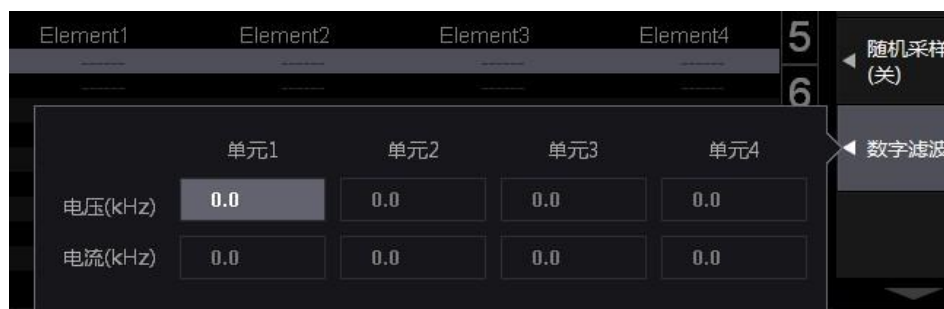 Element1 Element2 Element3 Element4 5
随机采样
(关)
------ ------ ------ ------
------ ------ ------ ------
6
单元1 单元2 单元3 单元4
数字滤波
电压(kHz) 0.0 0.0 0.0 0.0
电流(kHz) 0.0 0.0 0.0 0.0